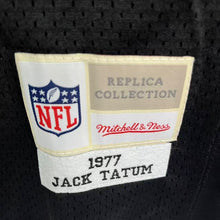 NFL
REPLICA
COLLECTION
Mitchell & Ness
1977
JACK TATUM